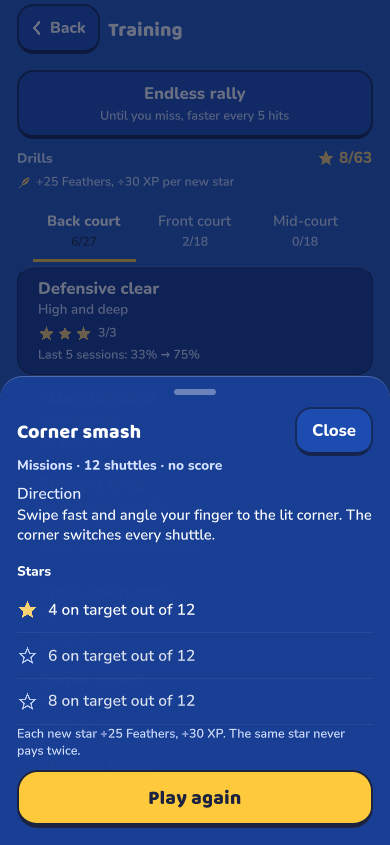 Back
Training
Endless rally
Until you miss, faster every 5 hits
Drills
8/63
+25 Feathers, +30 XP per new star
Back court
Front court
Mid-court
6/27
2/18
0/18
Defensive clear
High and deep
3/3
Last 5 sessions: 33% → 75%
Corner smash
Close
Missions · 12 shuttles · no score
Direction
Swipe fast and angle your finger to the lit corner. The
corner switches every shuttle.
Stars
4 on target out of 12
6 on target out of 12
8 on target out of 12
Each new star +25 Feathers, +30 XP. The same star never
pays twice.
Play again